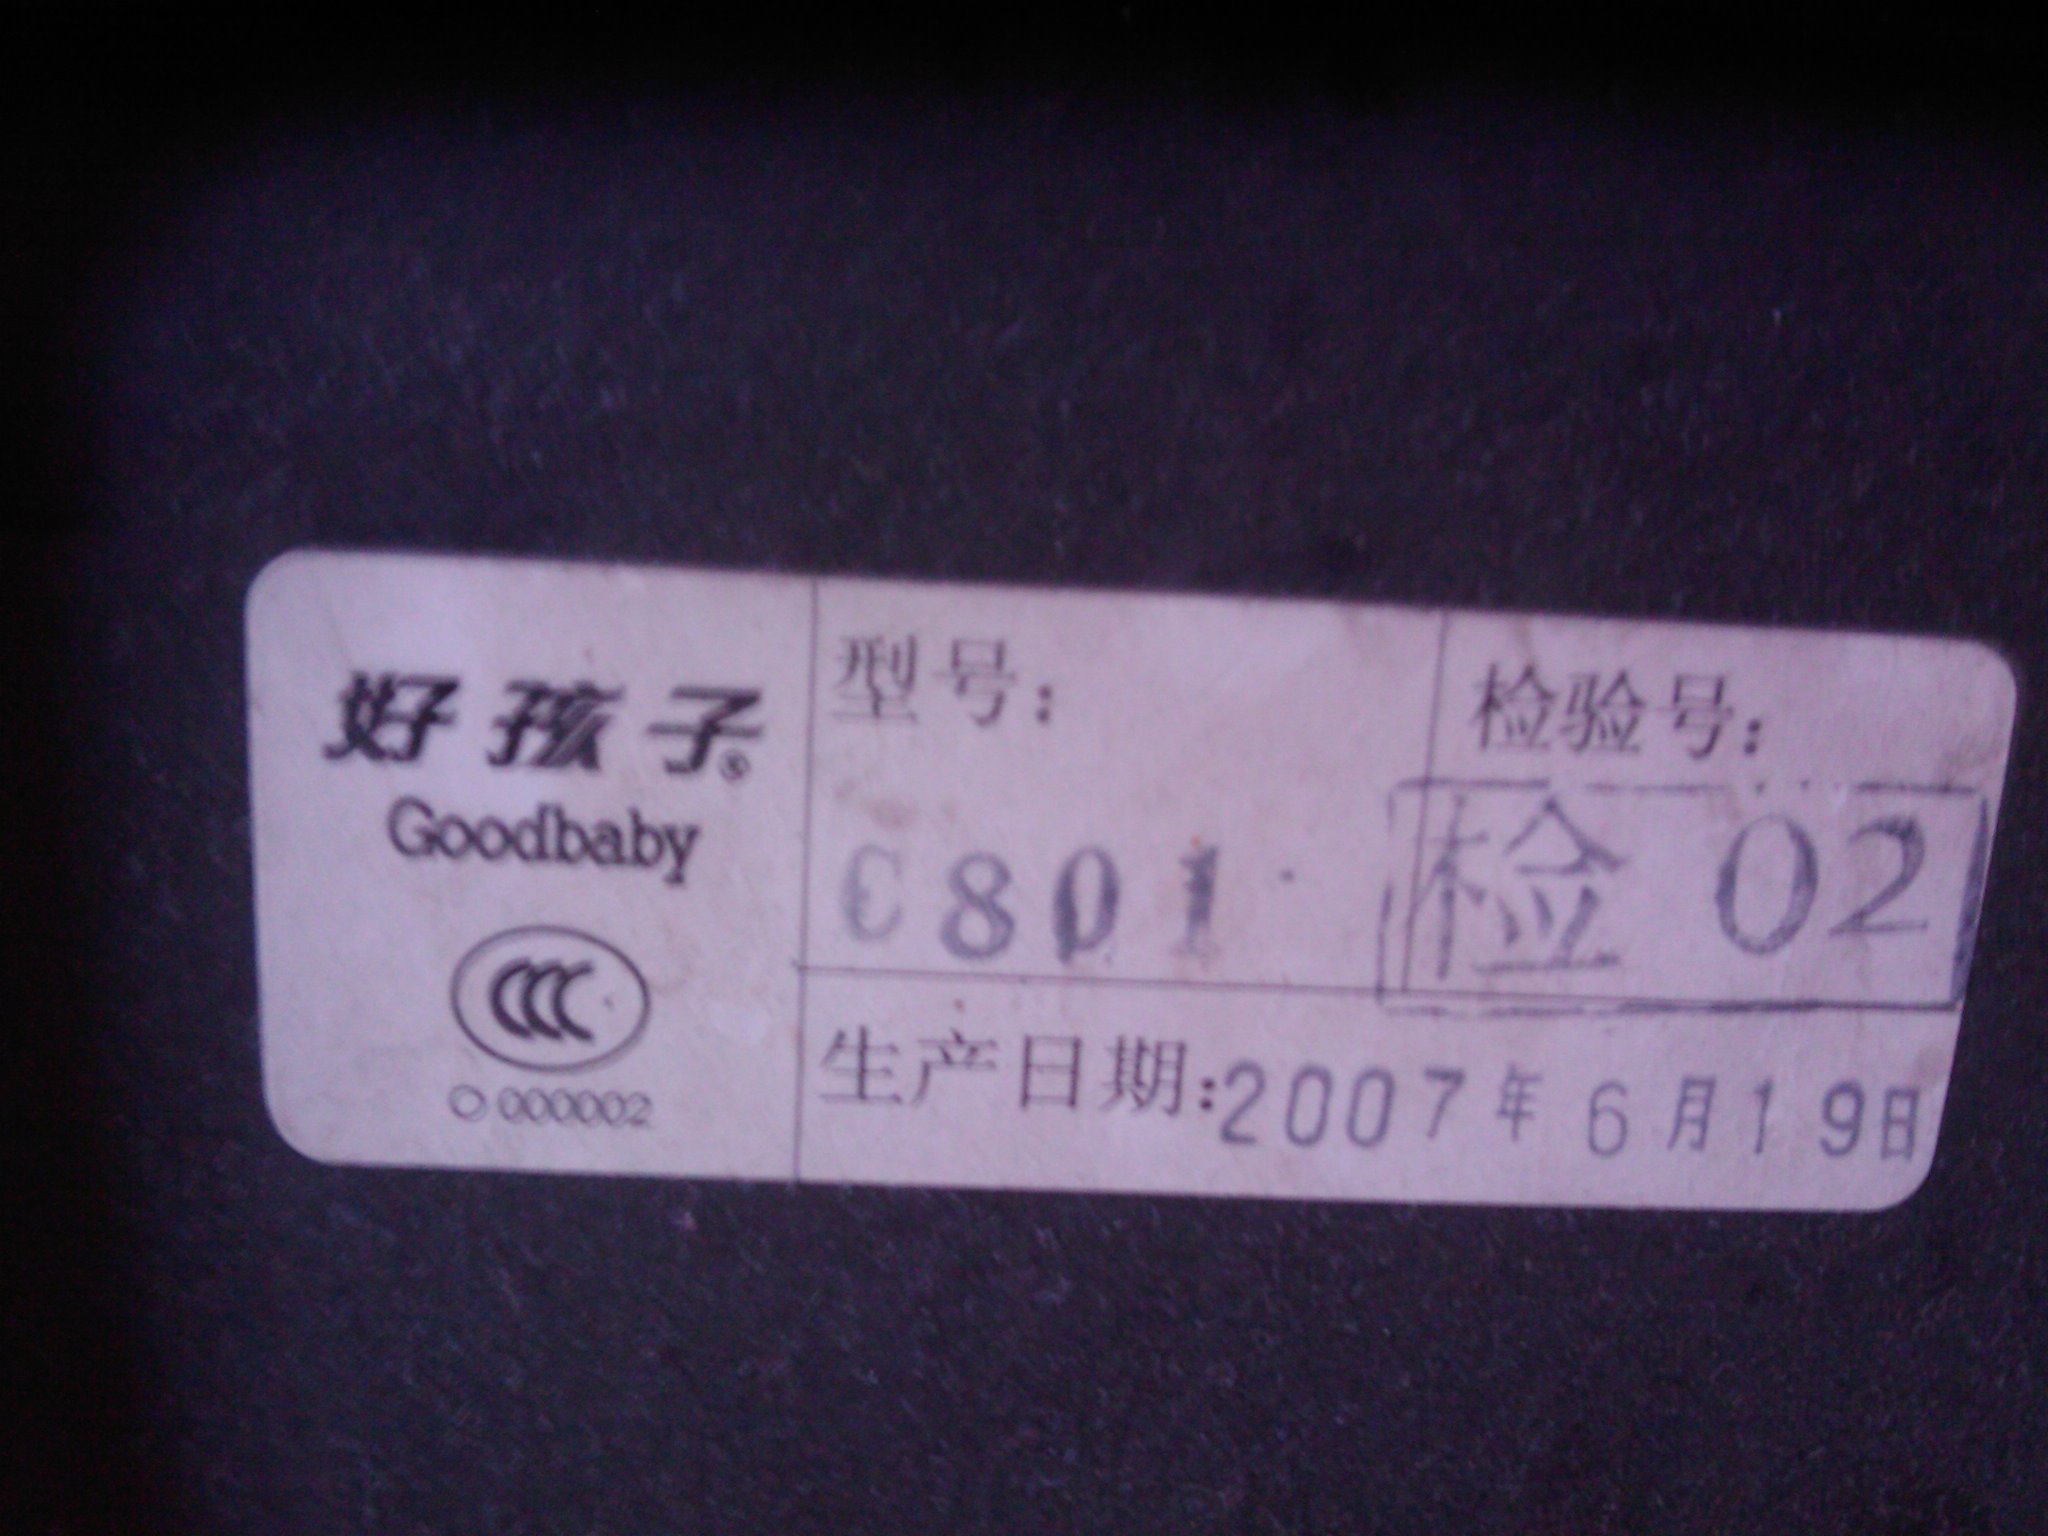 好孩子®
Goodbaby
CCC
000002
型号：
C801
检验号：
检 02
生产日期：2007年6月19日